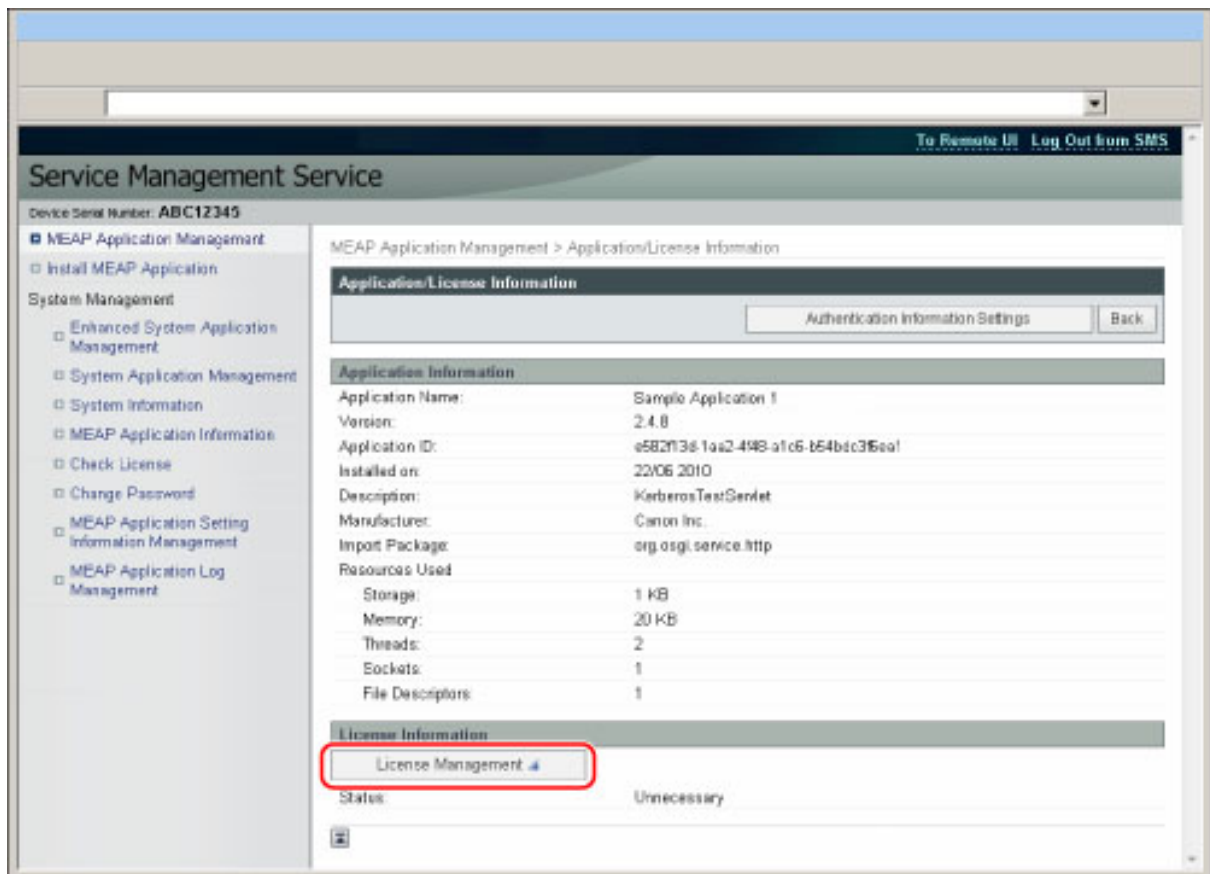 To Remote UI Log Out from SMS
Service Management Service
Device Serial Number: ABC12345
MEAP Application Management
Install MEAP Application
System Management
Enhanced System Application
Management
System Application Management
System Information
MEAP Application Information
Check License
Change Password
MEAP Application Setting
Information Management
MEAP Application Log
Management
MEAP Application Management > Application/License Information
Application/License Information
Authentication Information Settings Back
Application Information
Application Name: Sample Application 1
Version: 2.4.8
Application ID:
Installed on: 22/06 2010
Description: KerberosTestServlet
Manufacturer: Canon Inc.
Import Package: org.osgi.service.http
Resources Used
Storage: 1 KB
Memory: 20 KB
Threads: 2
Sockets: 1
File Descriptors: 1
License Information
License Management
Status: Unnecessary